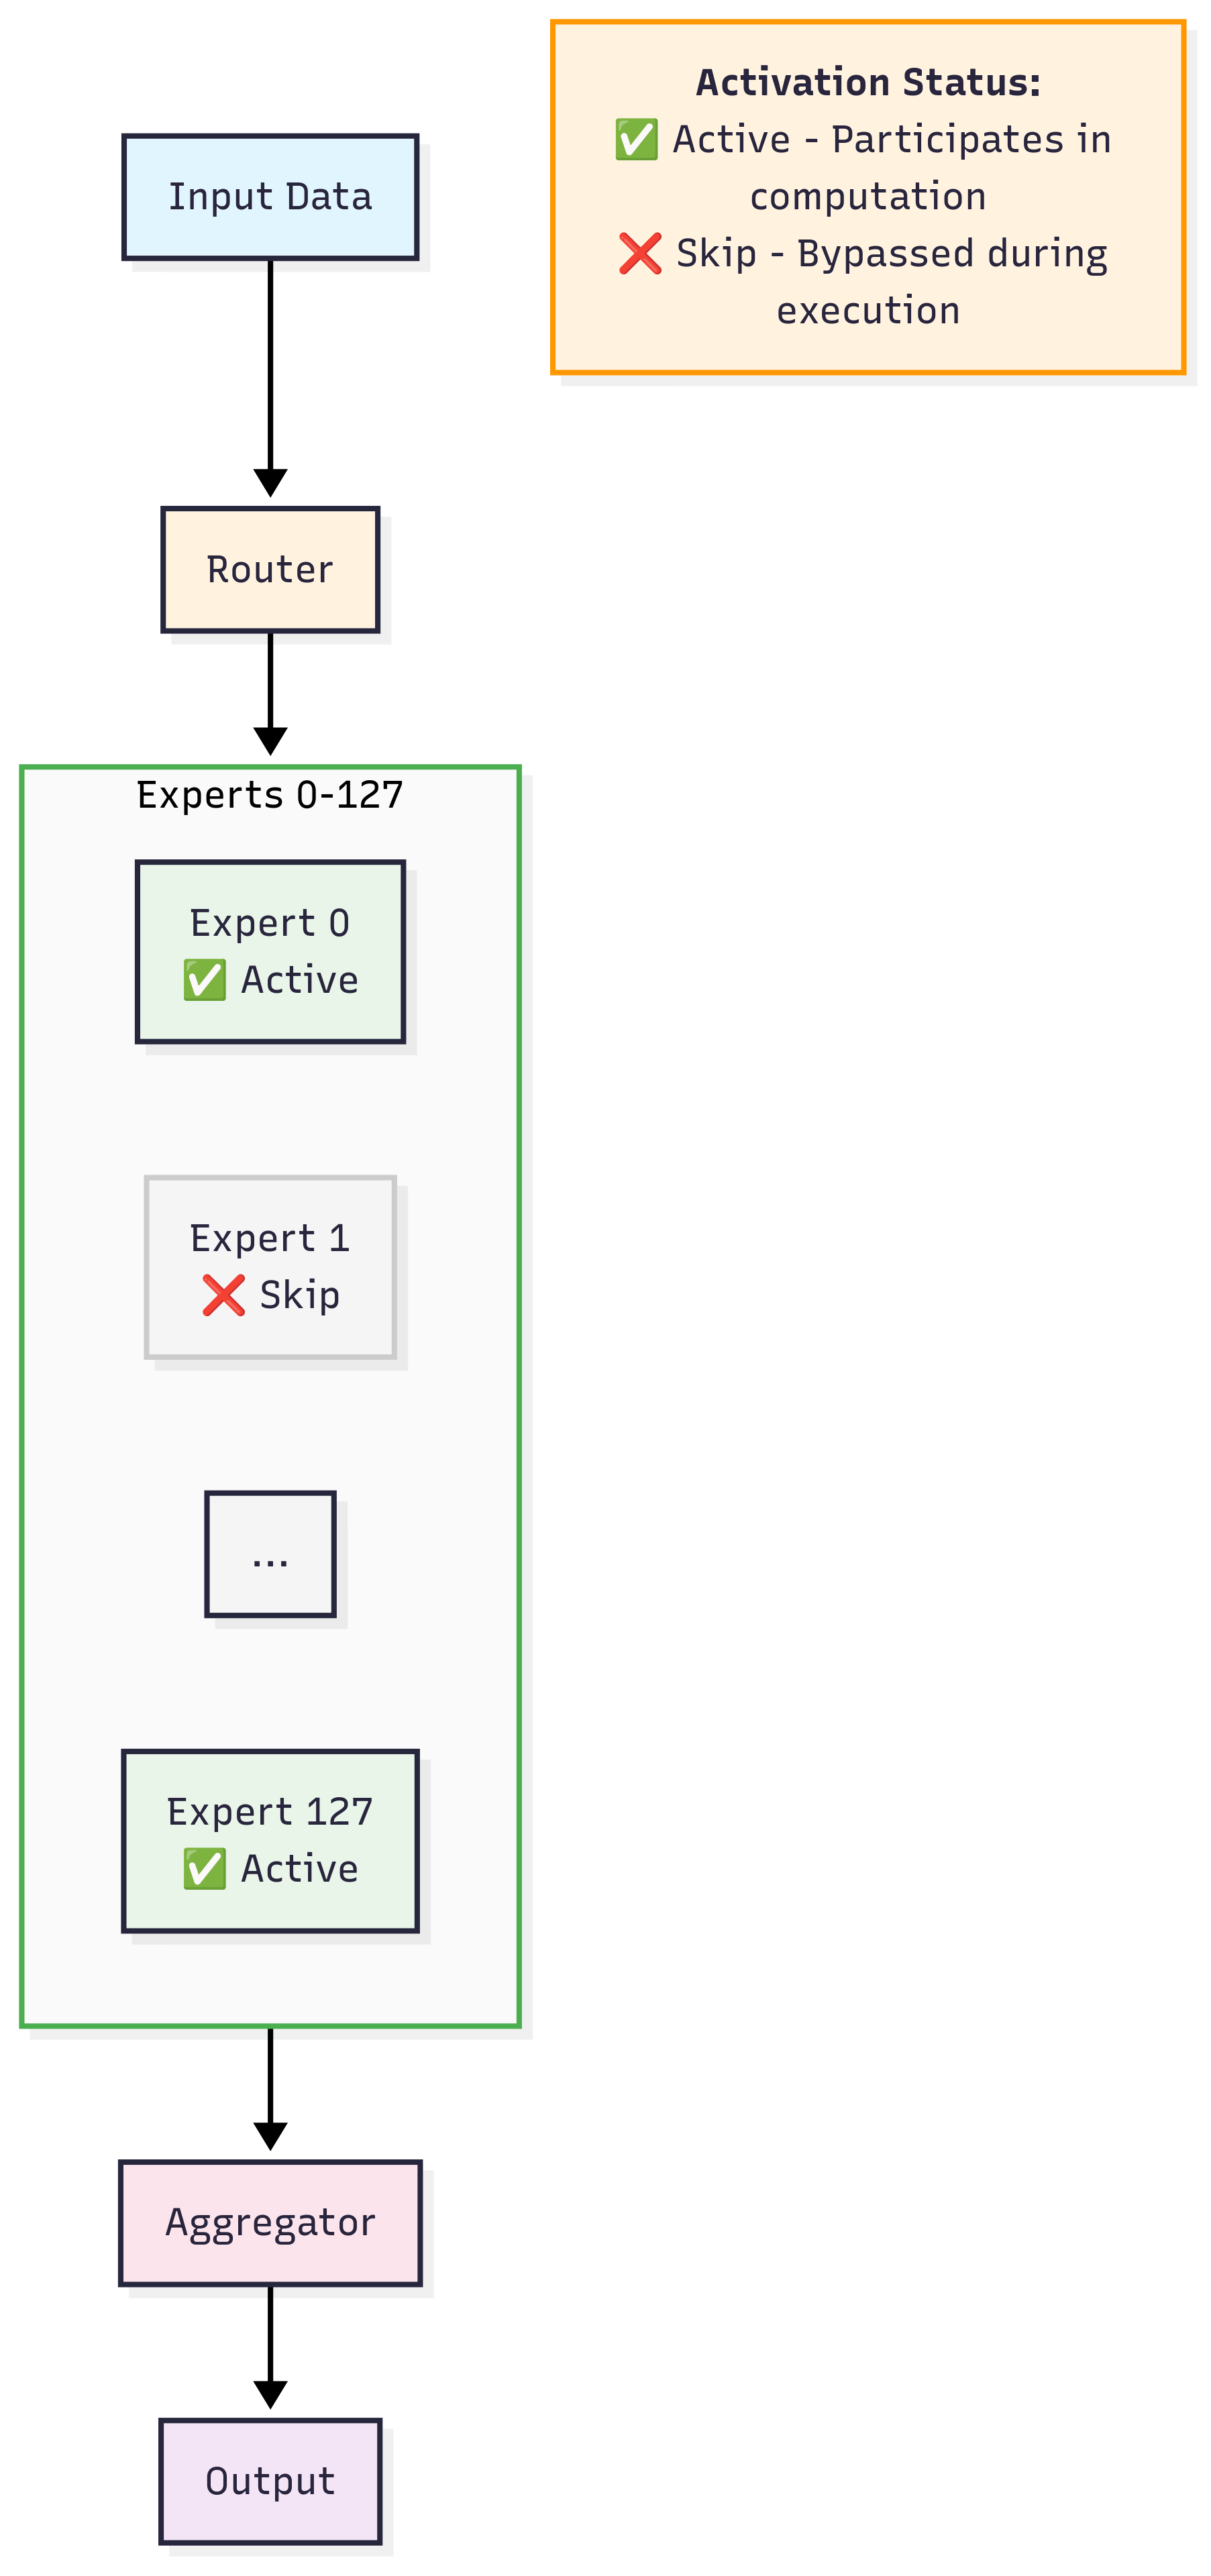 Activation Status:
✅ Active - Participates in
computation
❌ Skip - Bypassed during
execution
Input Data
Router
Experts 0-127
Expert 0
✅ Active
Expert 1
❌ Skip
...
Expert 127
✅ Active
Aggregator
Output